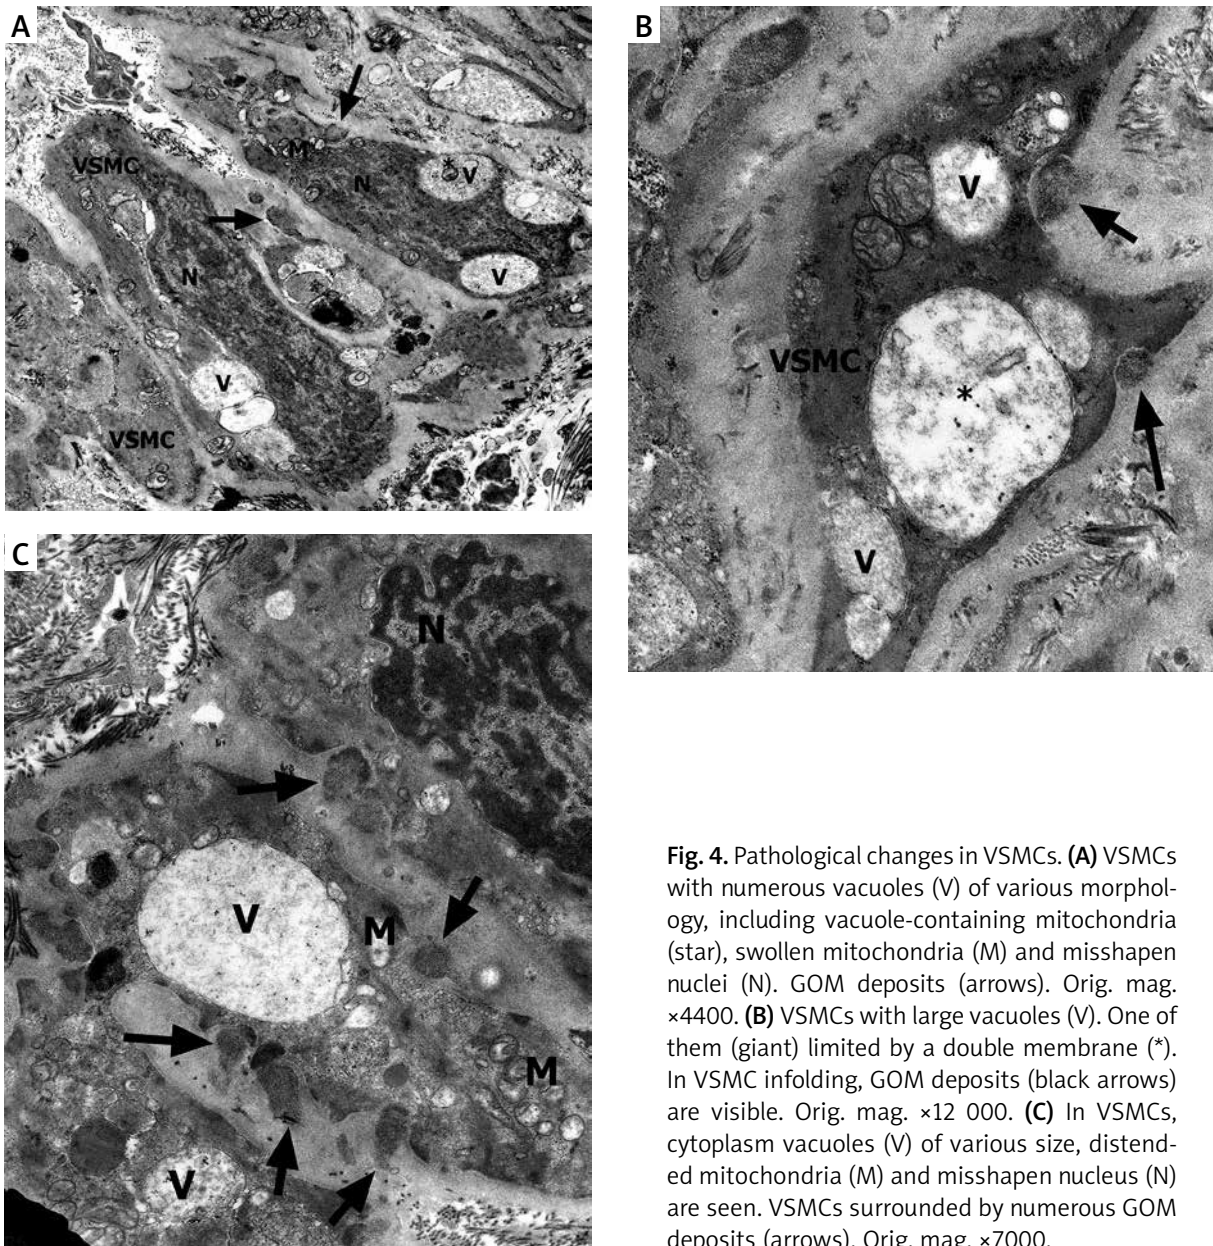 A
VSMC
M
N
*
V
N
*
V
V
VSMC
B
V
VSMC
*
V
C
N
V
M
M
V
Fig. 4. Pathological changes in VSMCs. (A) VSMCs
with numerous vacuoles (V) of various morphol-
ogy, including vacuole-containing mitochondria
(star), swollen mitochondria (M) and misshapen
nuclei (N). GOM deposits (arrows). Orig. mag.
×4400. (B) VSMCs with large vacuoles (V). One of
them (giant) limited by a double membrane (*).
In VSMC infolding, GOM deposits (black arrows)
are visible. Orig. mag. ×12 000. (C) In VSMCs,
cytoplasm vacuoles (V) of various size, distend-
ed mitochondria (M) and misshapen nucleus (N)
are seen. VSMCs surrounded by numerous GOM
deposits (arrows). Orig. mag. ×7000.